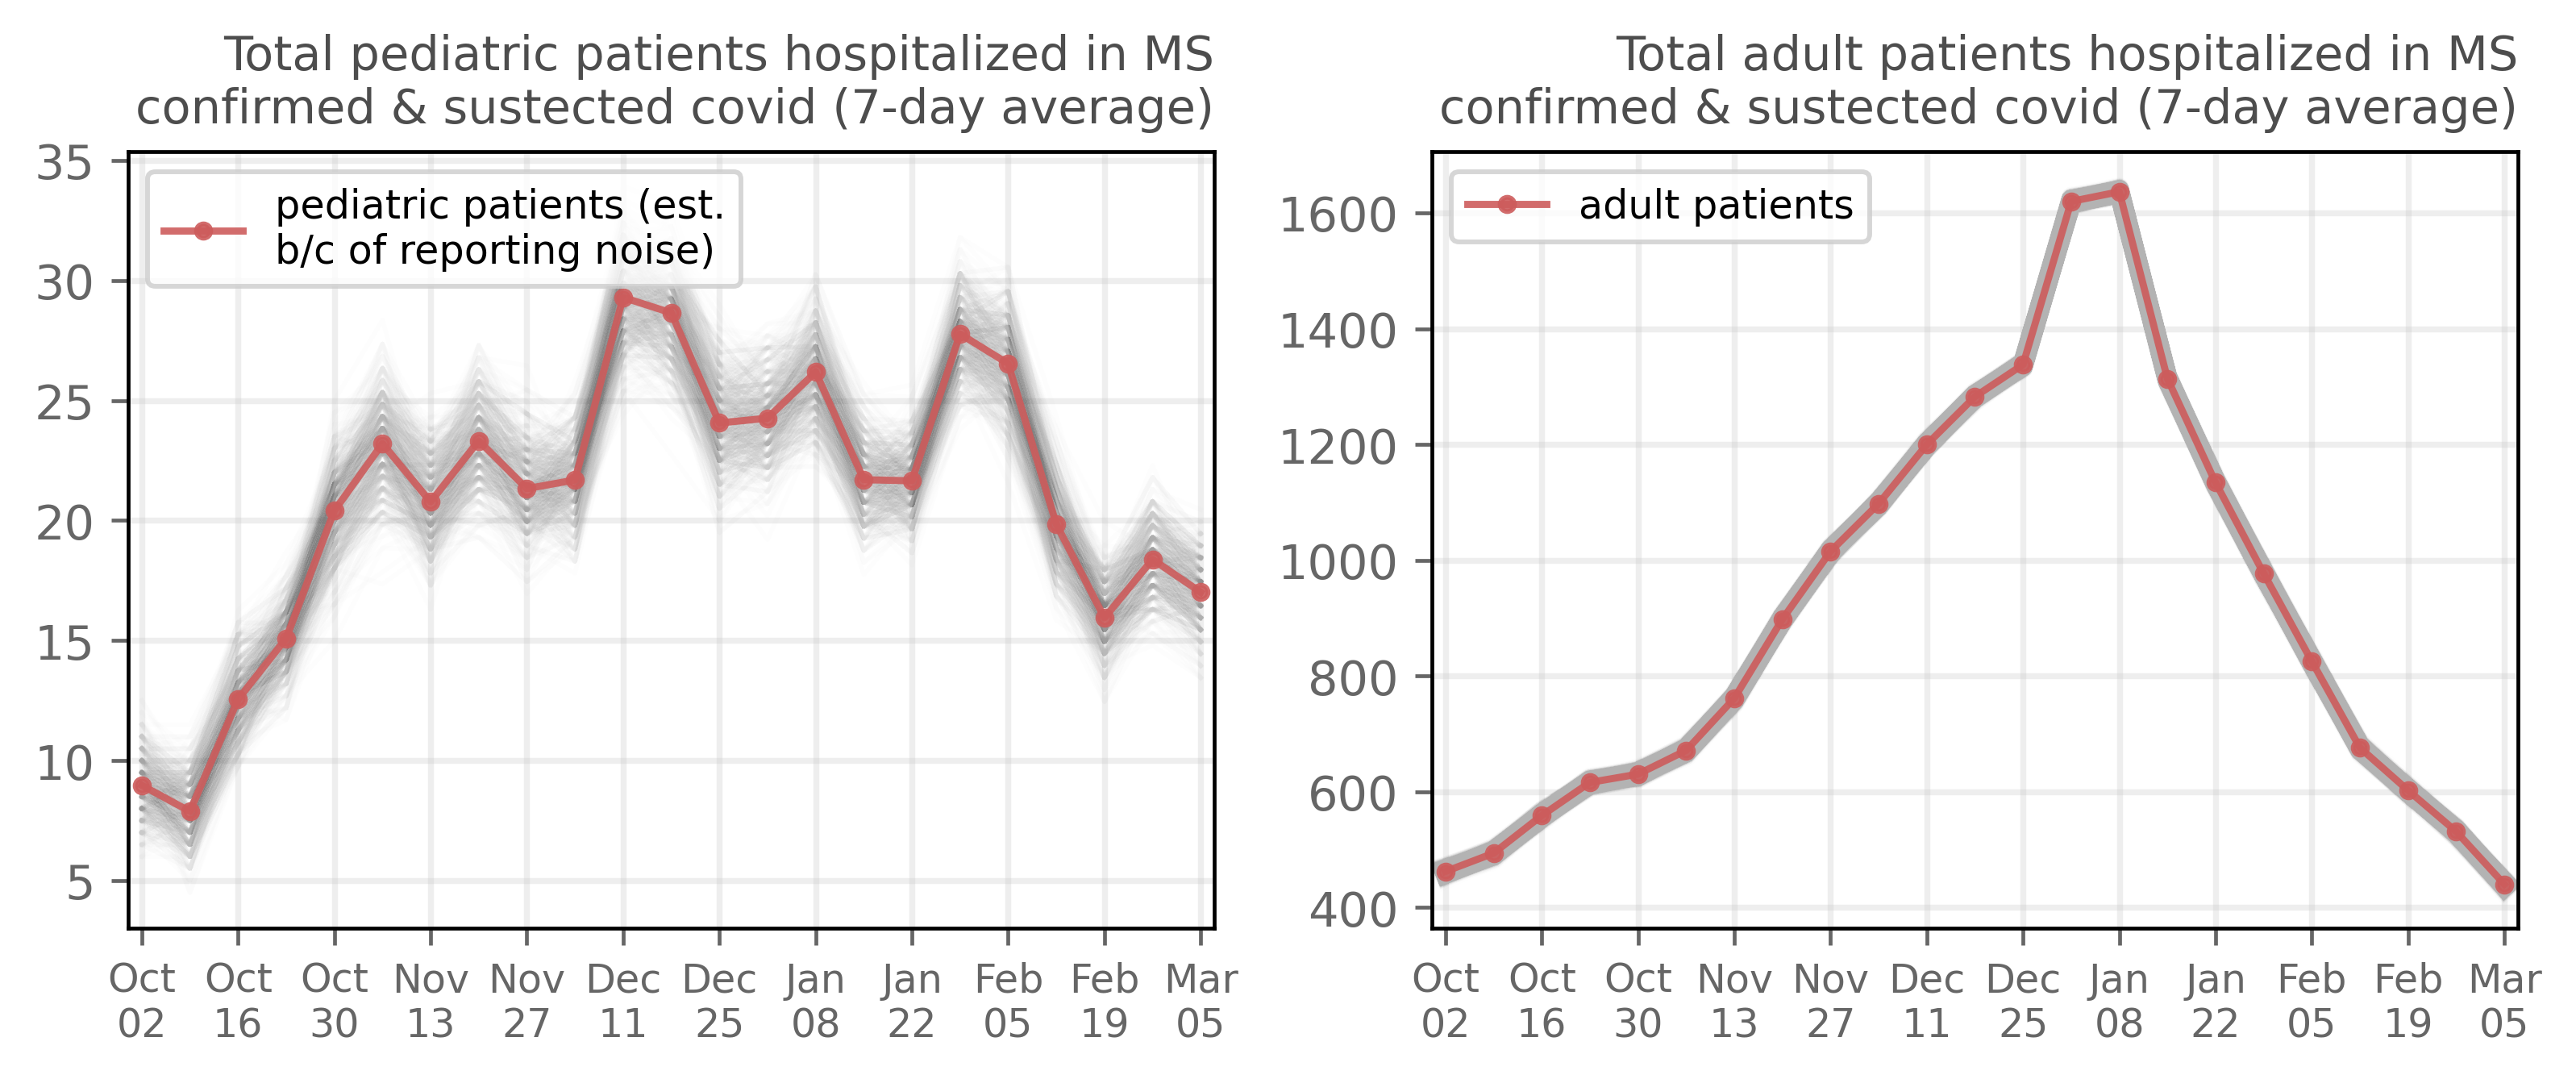 Total pediatric patients hospitalized in MS
confirmed & sustected covid (7-day average)
pediatric patients (est.
b/c of reporting noise)
35
30
25
20
15
10
5
Oct Oct Oct Nov Nov Dec Dec Jan Jan Feb Feb Mar
02 16 30 13 27 11 25 08 22 05 19 05
Total adult patients hospitalized in MS
confirmed & sustected covid (7-day average)
adult patients
1600
1400
1200
1000
800
600
400
Oct Oct Oct Nov Nov Dec Dec Jan Jan Feb Feb Mar
02 16 30 13 27 11 25 08 22 05 19 05